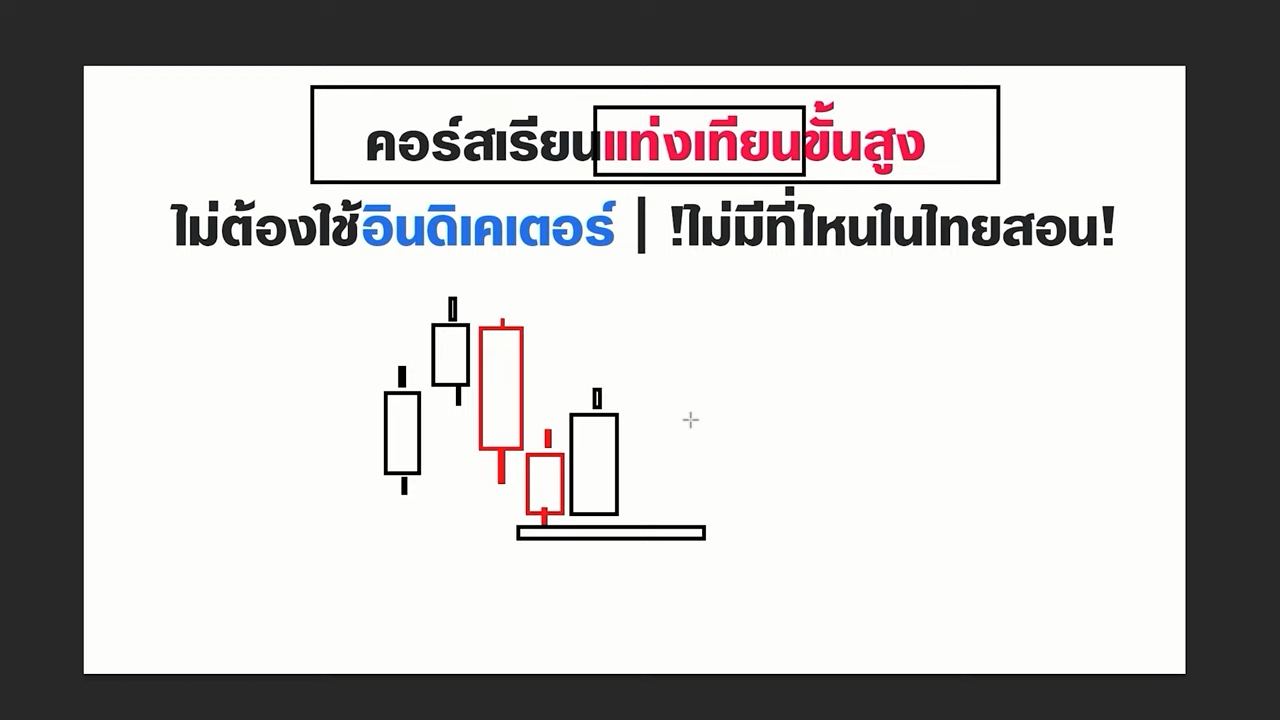 คอร์สเรียนแท่งเทียนขั้นสูง
ไม่ต้องใช้อินดิเคเตอร์ | !ไม่มีที่ไหนในไทยสอน!